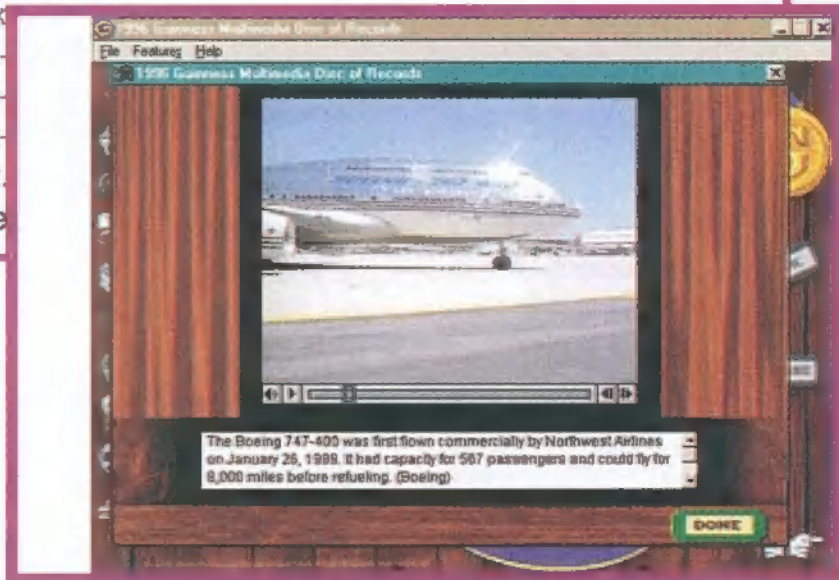 1996 Guinness Multimedia Disc of Records
File Features Help
1996 Guinness Multimedia Disc of Records
The Boeing 747-400 was first flown commercially by Northwest Airlines
on January 26, 1989. It had capacity for 567 passengers and could fly for
8,000 miles before refueling. (Boeing)
DONE